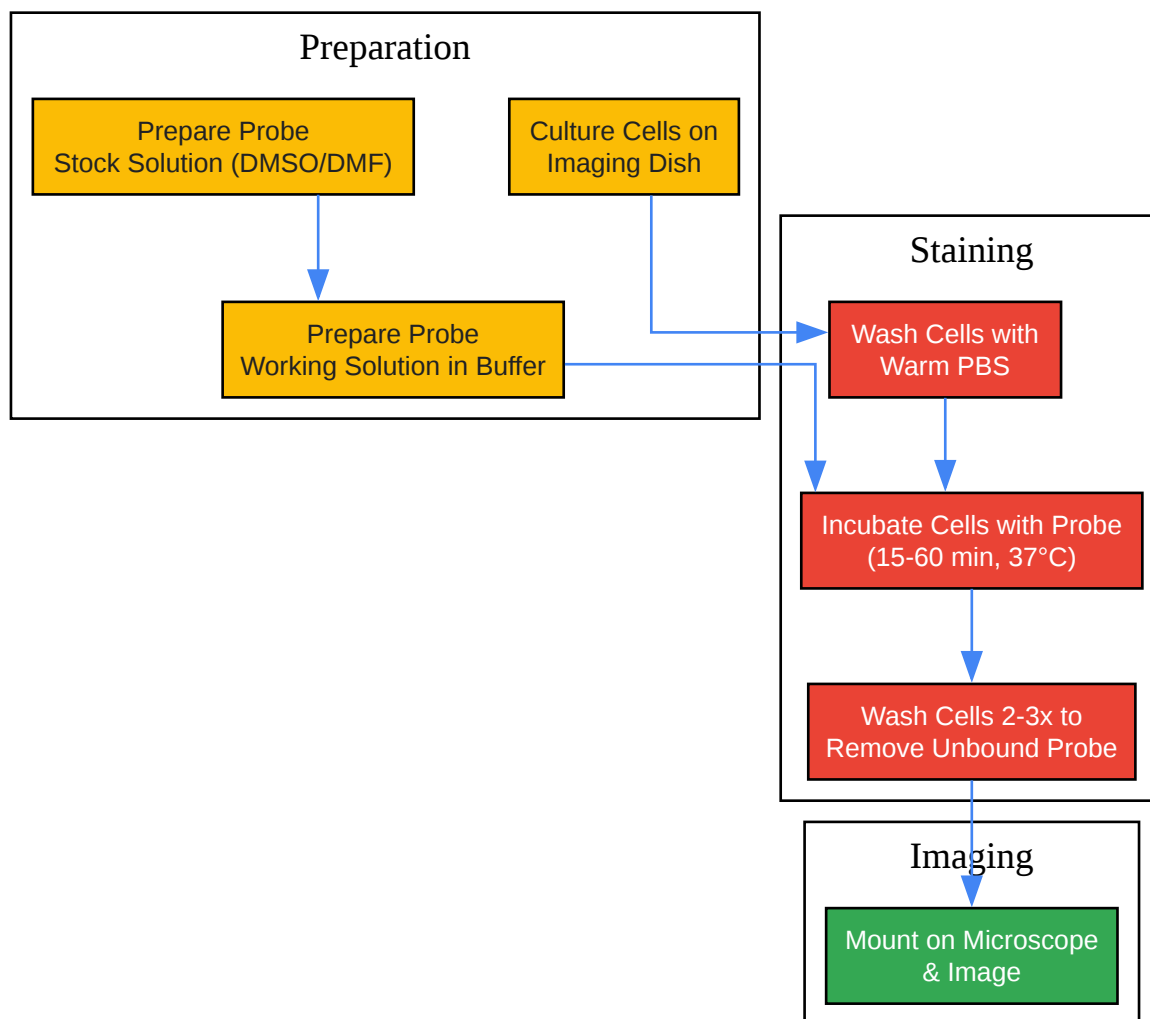 Preparation
Prepare Probe
Stock Solution (DMSO/DMF)
Culture Cells on
Imaging Dish
Prepare Probe
Working Solution in Buffer
Staining
Wash Cells with
Warm PBS
Incubate Cells with Probe
(15-60 min, 37°C)
Wash Cells 2-3x to
Remove Unbound Probe
Imaging
Mount on Microscope
& Image